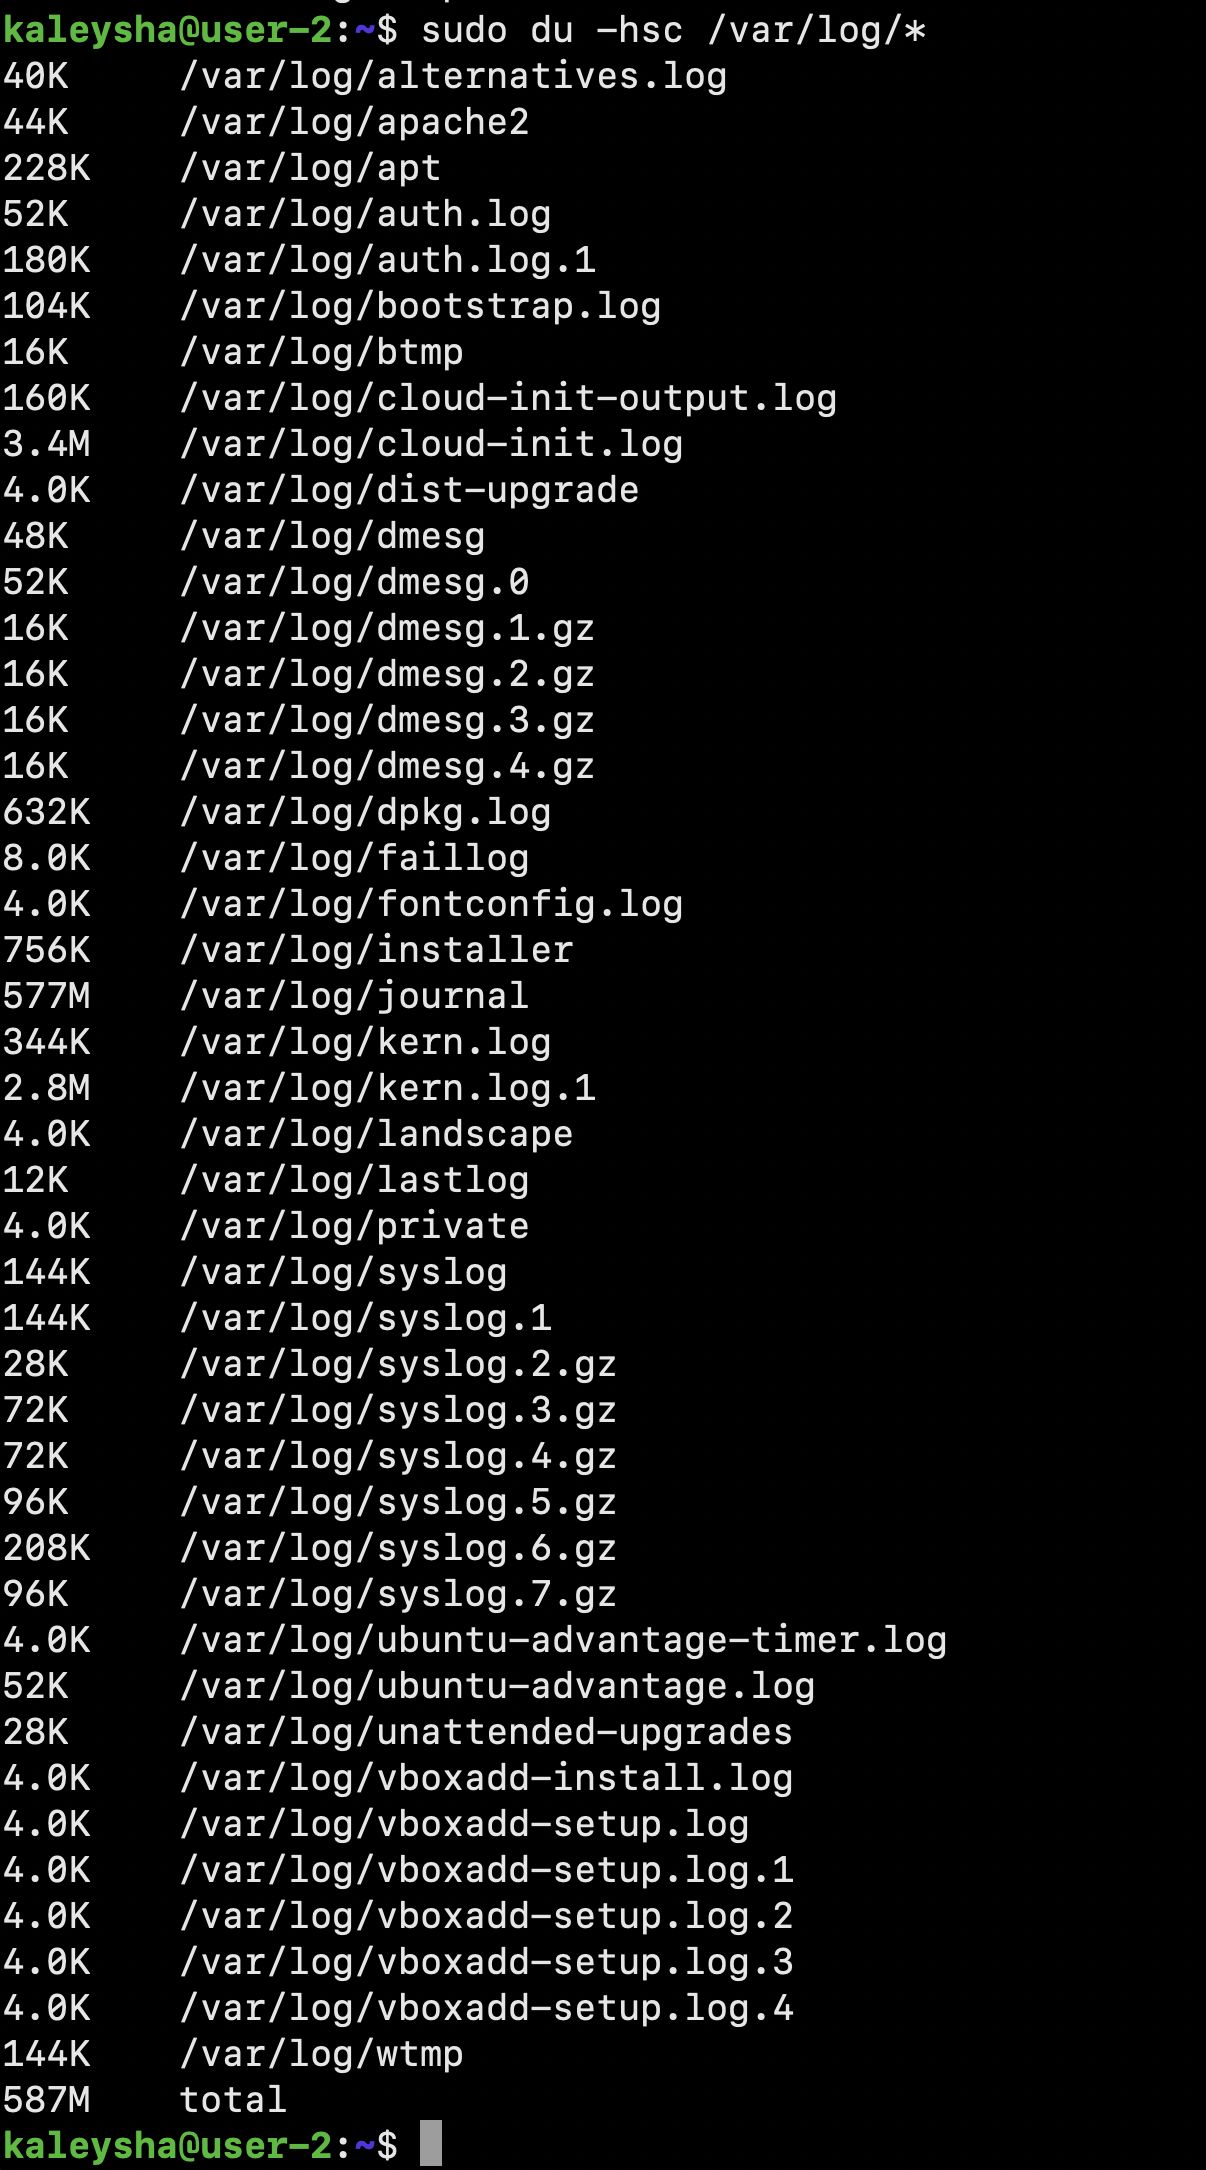 kaleysha@user-2:~$ sudo du -hsc /var/log/*
40K /var/log/alternatives.log
44K /var/log/apache2
228K /var/log/apt
52K /var/log/auth.log
180K /var/log/auth.log.1
104K /var/log/bootstrap.log
16K /var/log/btmp
160K /var/log/cloud-init-output.log
3.4M /var/log/cloud-init.log
4.0K /var/log/dist-upgrade
48K /var/log/dmesg
52K /var/log/dmesg.0
16K /var/log/dmesg.1.gz
16K /var/log/dmesg.2.gz
16K /var/log/dmesg.3.gz
16K /var/log/dmesg.4.gz
632K /var/log/dpkg.log
8.0K /var/log/faillog
4.0K /var/log/fontconfig.log
756K /var/log/installer
577M /var/log/journal
344K /var/log/kern.log
2.8M /var/log/kern.log.1
4.0K /var/log/landscape
12K /var/log/lastlog
4.0K /var/log/private
144K /var/log/syslog
144K /var/log/syslog.1
28K /var/log/syslog.2.gz
72K /var/log/syslog.3.gz
72K /var/log/syslog.4.gz
96K /var/log/syslog.5.gz
208K /var/log/syslog.6.gz
96K /var/log/syslog.7.gz
4.0K /var/log/ubuntu-advantage-timer.log
52K /var/log/ubuntu-advantage.log
28K /var/log/unattended-upgrades
4.0K /var/log/vboxadd-install.log
4.0K /var/log/vboxadd-setup.log
4.0K /var/log/vboxadd-setup.log.1
4.0K /var/log/vboxadd-setup.log.2
4.0K /var/log/vboxadd-setup.log.3
4.0K /var/log/vboxadd-setup.log.4
144K /var/log/wtmp
587M total
kaleysha@user-2:~$